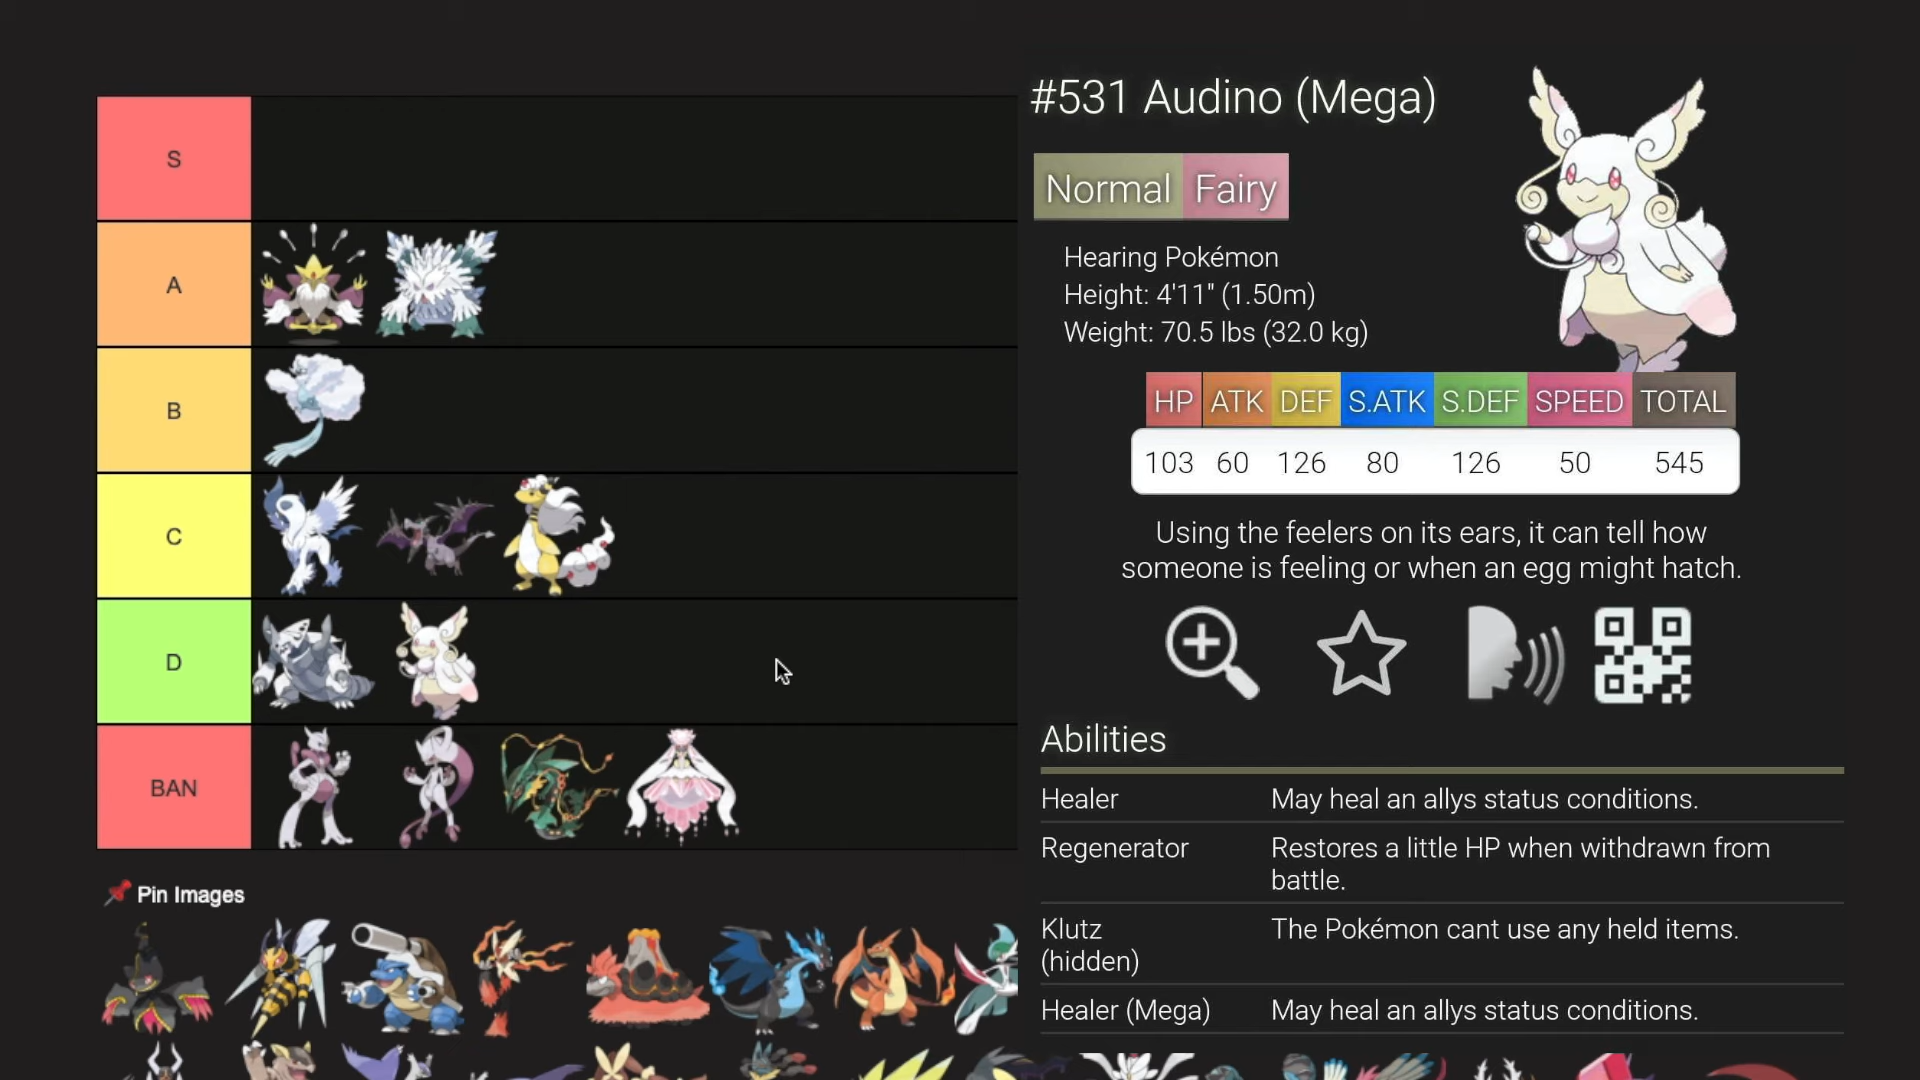 S
A
B
C
D
BAN
Pin Images
#531 Audino (Mega)
Normal Fairy
Hearing Pokémon
Height: 4'11" (1.50m)
Weight: 70.5 lbs (32.0 kg)
HP ATK DEF S.ATK S.DEF SPEED TOTAL
103 60 126 80 126 50 545
Using the feelers on its ears, it can tell how
someone is feeling or when an egg might hatch.
Abilities
Healer May heal an allys status conditions.
Regenerator Restores a little HP when withdrawn from
battle.
Klutz The Pokémon cant use any held items.
(hidden)
Healer (Mega) May heal an allys status conditions.